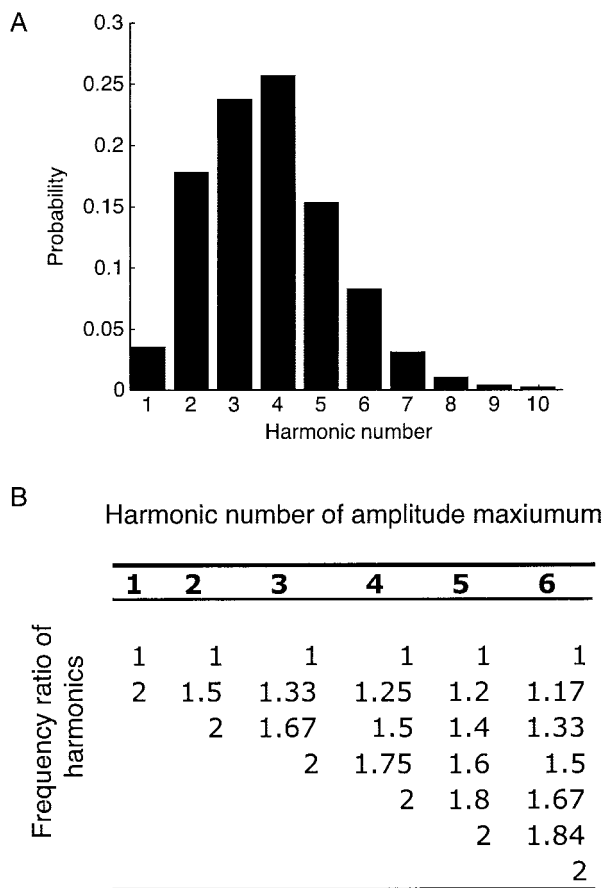 A
0.3
0.25
0.2
0.15
0.1
0.05
0
Probability
1 2 3 4 5 6 7 8 9 10
Harmonic number
B
Harmonic number of amplitude maxiumum
1 2 3 4 5 6
Frequency ratio of
harmonics
1 1 1 1 1 1
2 1.5 1.33 1.25 1.2 1.17
2 1.67 1.5 1.4 1.33
2 1.75 1.6 1.5
2 1.8 1.67
2 1.84
2